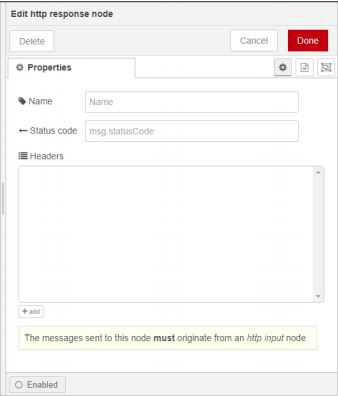 Edit http response node
Delete
Cancel
Done
Properties
Name
Name
Status code
msg.statusCode
Headers
+ add
The messages sent to this node must originate from an http input node
Enabled